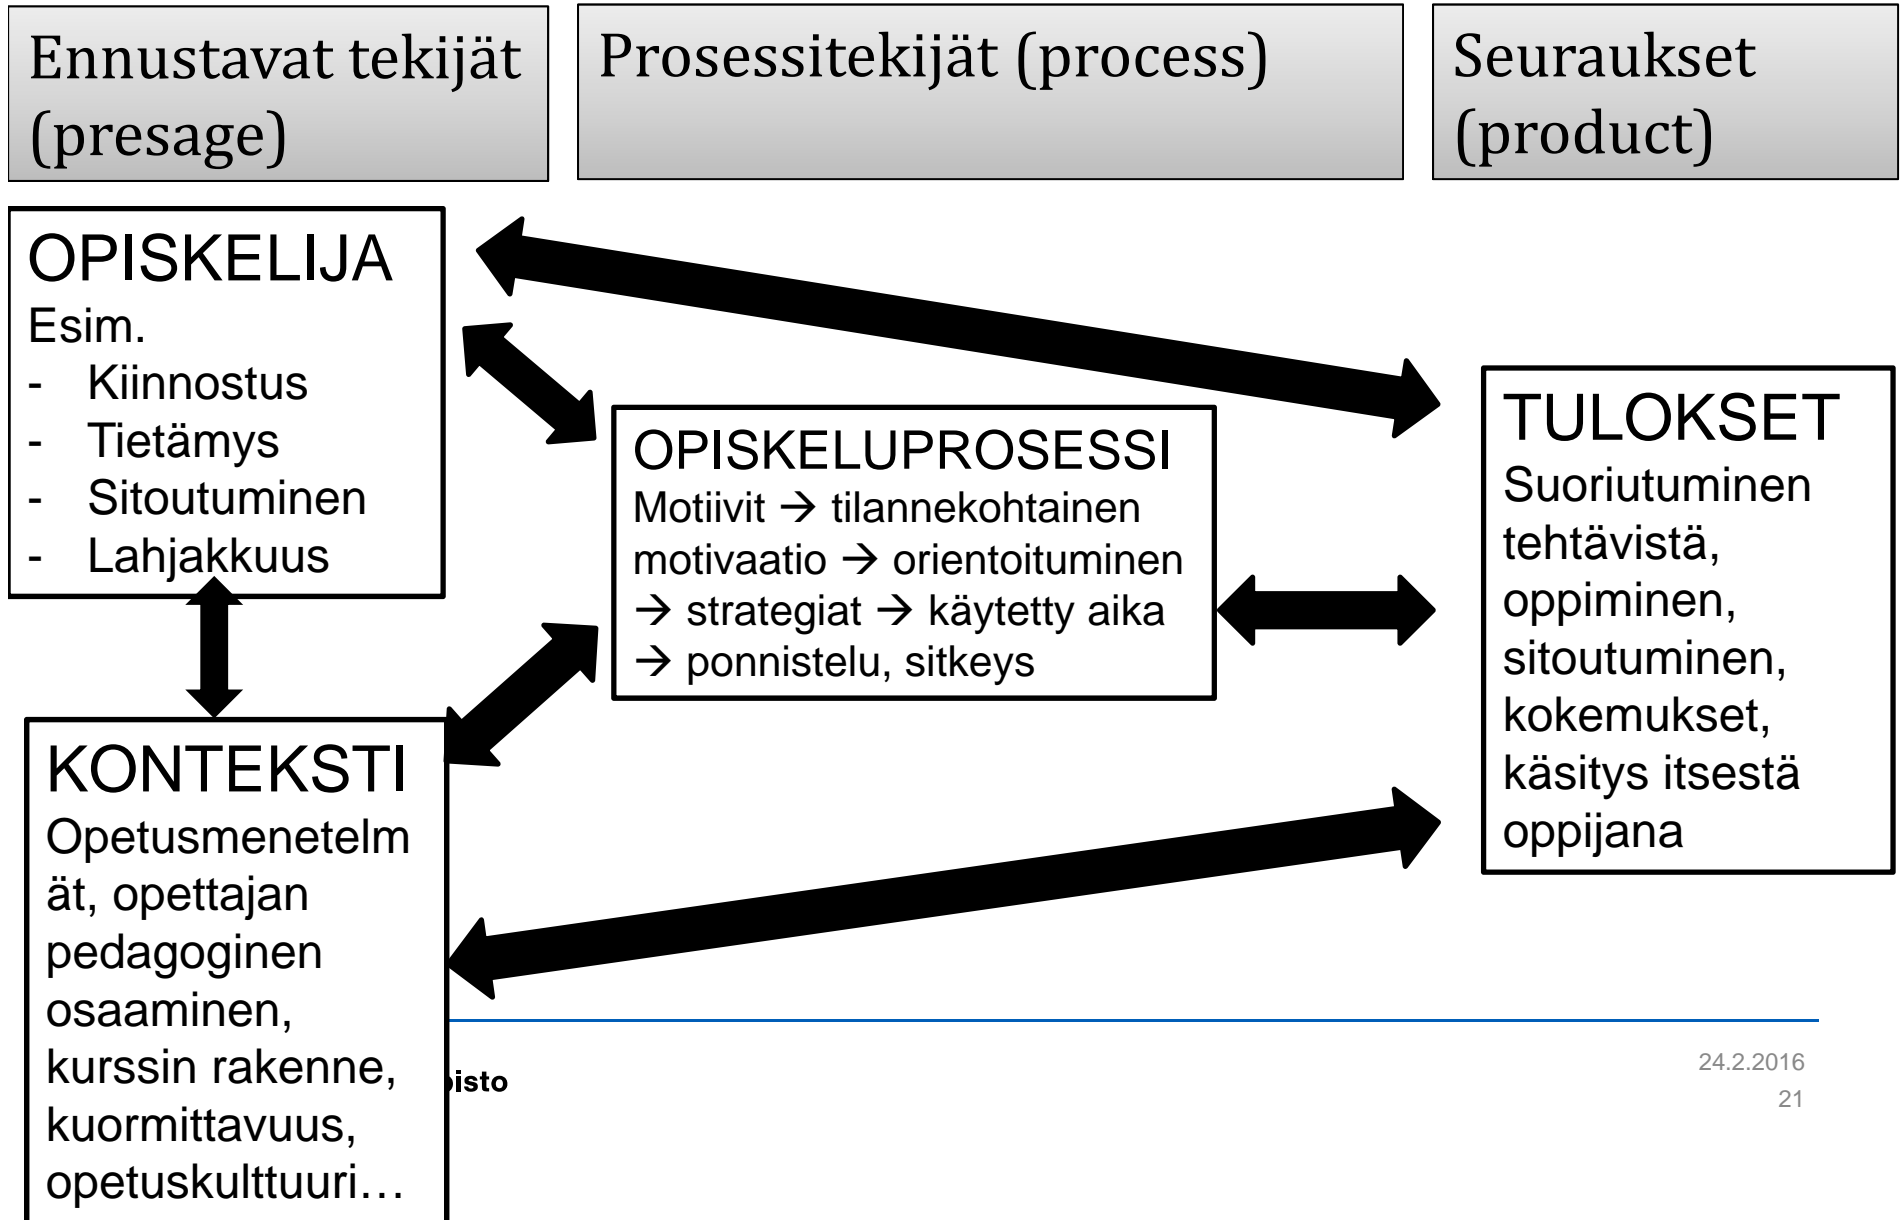 Ennustavat tekijät
(presage)
Prosessitekijät (process)
Seuraukset
(product)
OPISKELIJA
Esim.
- Kiinnostus
- Tietämys
- Sitoutuminen
- Lahjakkuus
OPISKELUPROSESSI
Motiivit → tilannekohtainen
motivaatio → orientoituminen
→ strategiat → käytetty aika
→ ponnistelu, sitkeys
TULOKSET
Suoriutuminen
tehtävistä,
oppiminen,
sitoutuminen,
kokemukset,
käsitys itsestä
oppijana
KONTEKSTI
Opetusmenetelm
ät, opettajan
pedagoginen
osaaminen,
kurssin rakenne,
kuormittavuus,
opetuskulttuuri…
24.2.2016
21